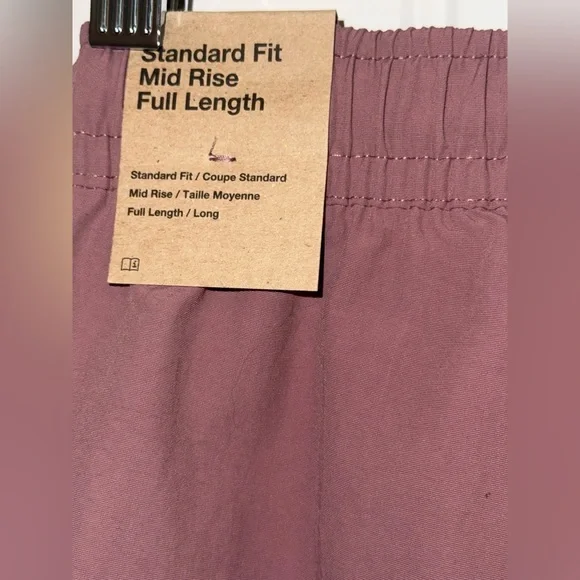 Standard Fit
Mid Rise
Full Length
L
Standard Fit / Coupe Standard
Mid Rise / Taille Moyenne
Full Length / Long
i